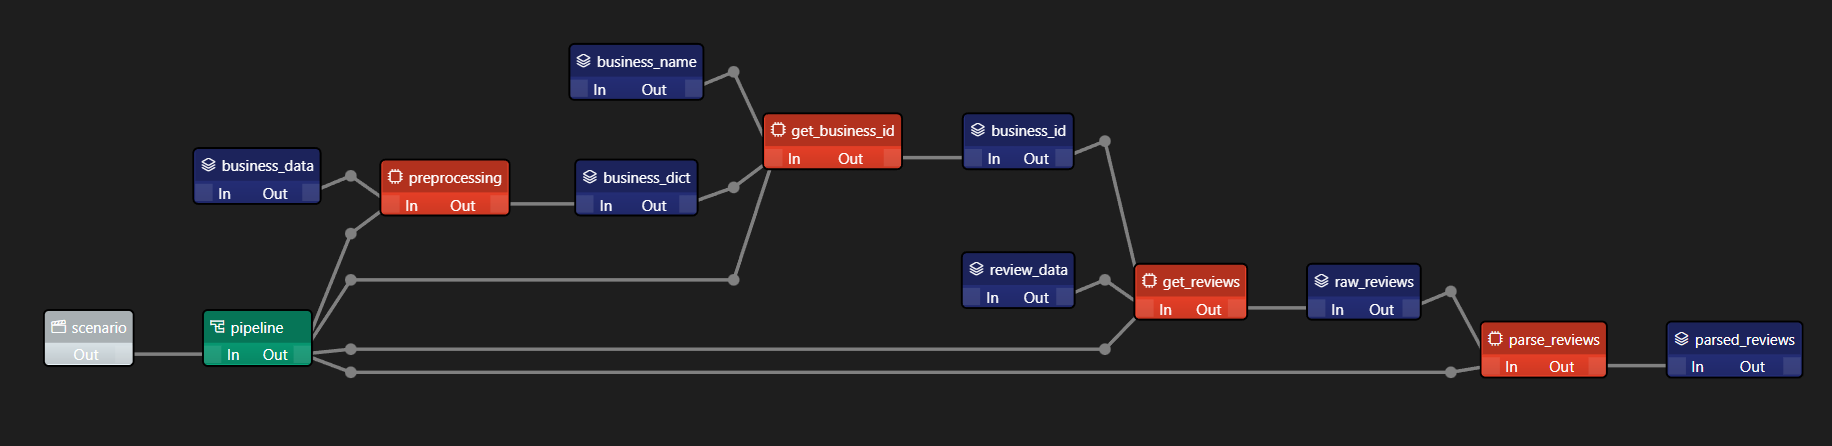 business_name
In Out
get_business_id
In Out
business_id
In Out
business_data
In Out
preprocessing
In Out
business_dict
In Out
review_data
In Out
get_reviews
In Out
raw_reviews
In Out
scenario
Out
pipeline
In Out
parse_reviews
In Out
parsed_reviews
In Out